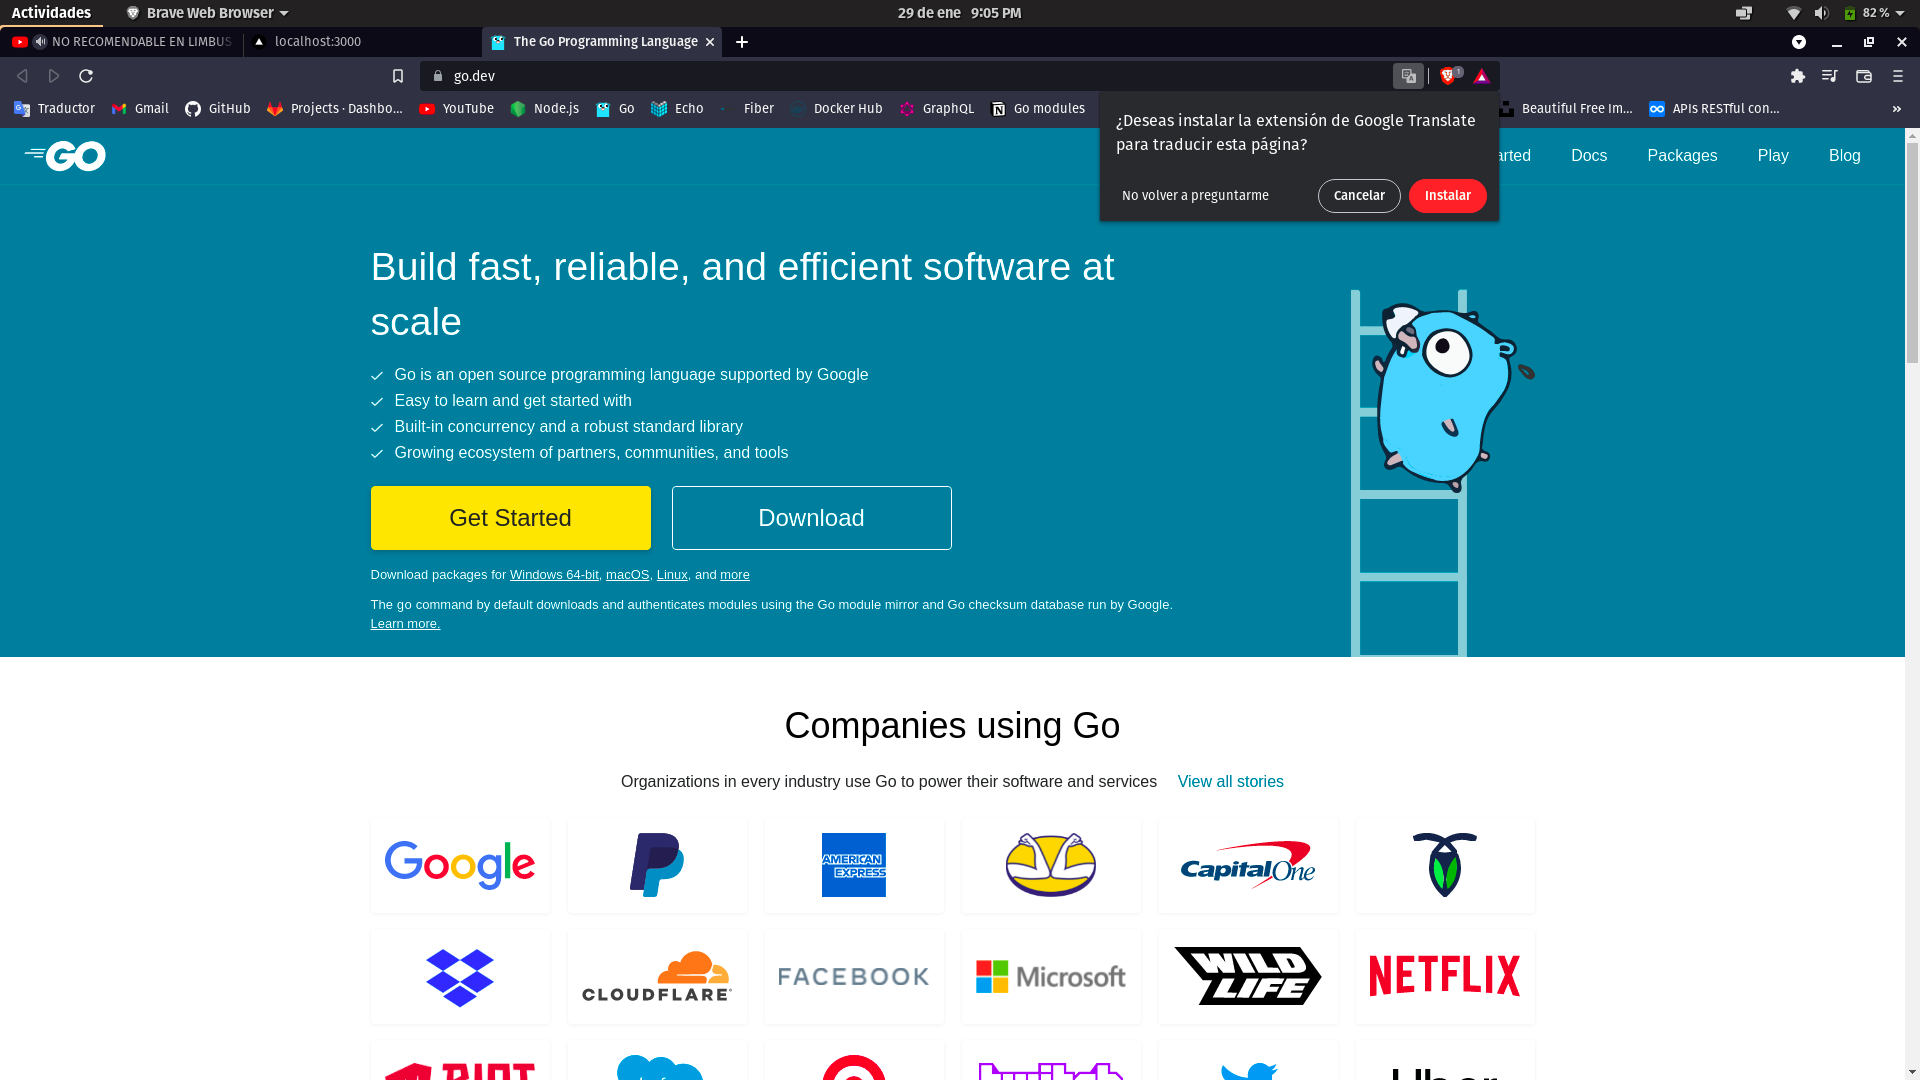 Actividades
Brave Web Browser
29 de ene 9:05 PM
82 %
NO RECOMENDABLE EN LIMBUS
localhost:3000
The Go Programming Language
go.dev
1
Traductor
Gmail
GitHub
Projects · Dashbo...
YouTube
Node.js
Go
Echo
Fiber
Docker Hub
GraphQL
Go modules
Beautiful Free Im...
APIs RESTful con...
»
¿Deseas instalar la extensión de Google Translate
para traducir esta página?
No volver a preguntarme
Cancelar
Instalar
GO
arted
Docs
Packages
Play
Blog
Build fast, reliable, and efficient software at
scale
Go is an open source programming language supported by Google
Easy to learn and get started with
Built-in concurrency and a robust standard library
Growing ecosystem of partners, communities, and tools
Get Started
Download
Download packages for Windows 64-bit, macOS, Linux, and more
The go command by default downloads and authenticates modules using the Go module mirror and Go checksum database run by Google.
Learn more.
Companies using Go
Organizations in every industry use Go to power their software and services
View all stories
Google
AMERICAN
EXPRESS
Capital One
CLOUDFLARE
FACEBOOK
Microsoft
WILD
LIFE
NETFLIX
RIOT
twitch
Uber